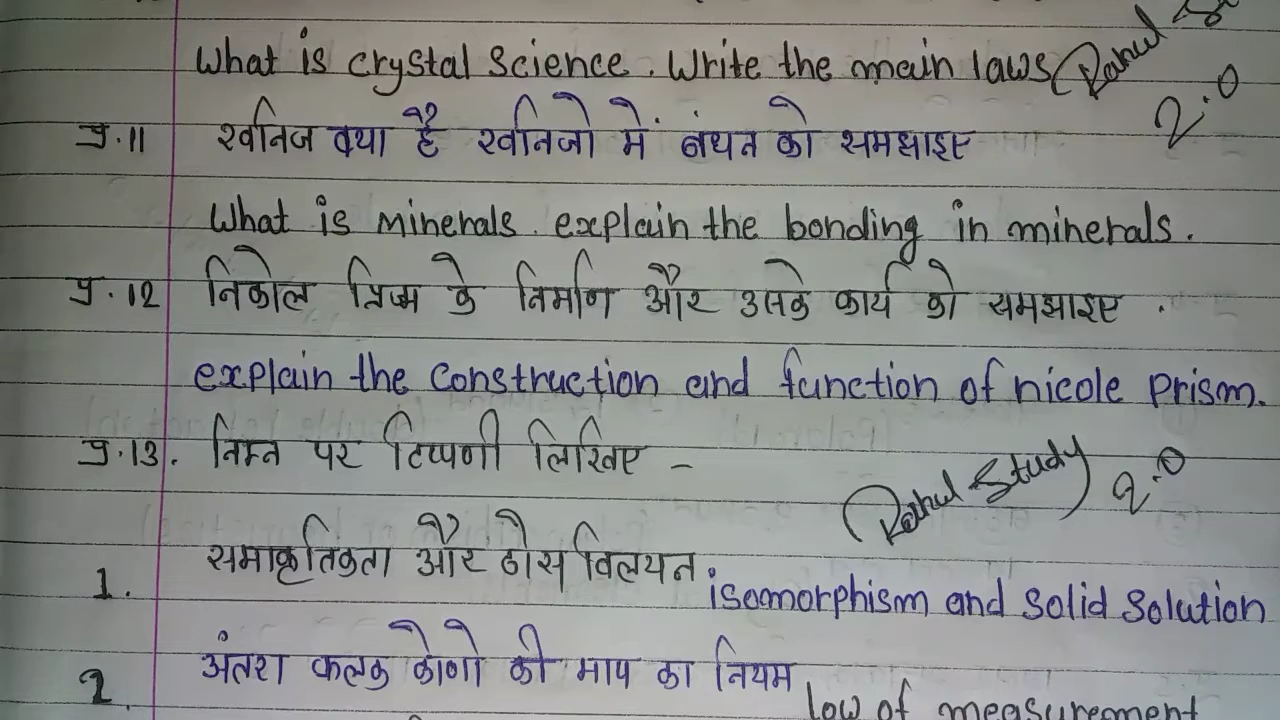 What is crystal science. Write the main laws (Rahul
2.0
प्र.11 खनिज क्या है खनिजो में बंधन को समझाइए
What is minerals. explain the bonding in minerals.
प्र.12 निकोल प्रिज्म के निर्माण और उसके कार्य को समझाइए .
explain the construction and function of nicole prism.
प्र.13. निम्न पर टिप्पणी लिखिए -
(Rahul Study) 2.0
1. समाकृतिकता और ठोस विलयन. isomorphism and solid solution
2. अंतरा फलक कोणो की माप का नियम
low of measurement